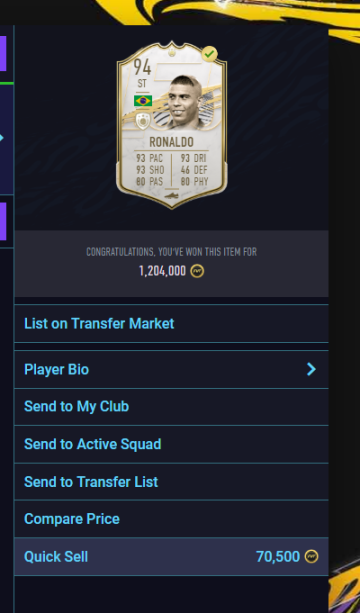 94
ST
RONALDO
93 PAC 93 DRI
93 SHO 46 DEF
80 PAS 80 PHY
CONGRATULATIONS, YOU'VE WON THIS ITEM FOR
1,204,000
List on Transfer Market
Player Bio
Send to My Club
Send to Active Squad
Send to Transfer List
Compare Price
Quick Sell 70,500